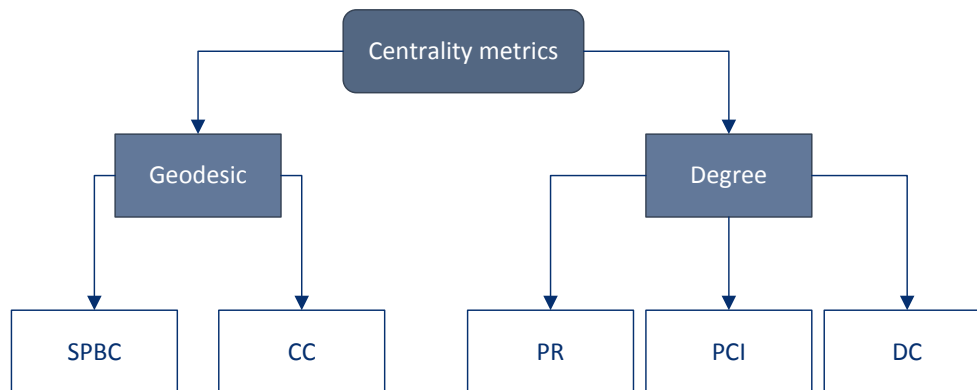 Centrality metrics
Geodesic
Degree
SPBC
CC
PR
PCI
DC